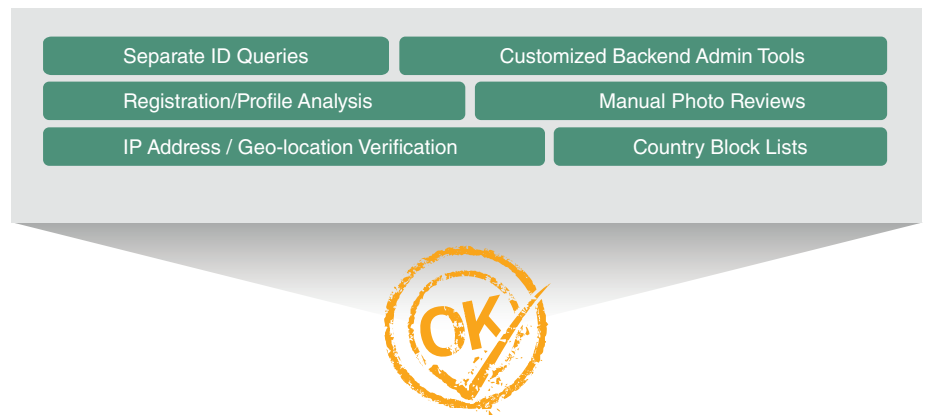 Separate ID Queries
Customized Backend Admin Tools
Registration/Profile Analysis
Manual Photo Reviews
IP Address / Geo-location Verification
Country Block Lists
OK